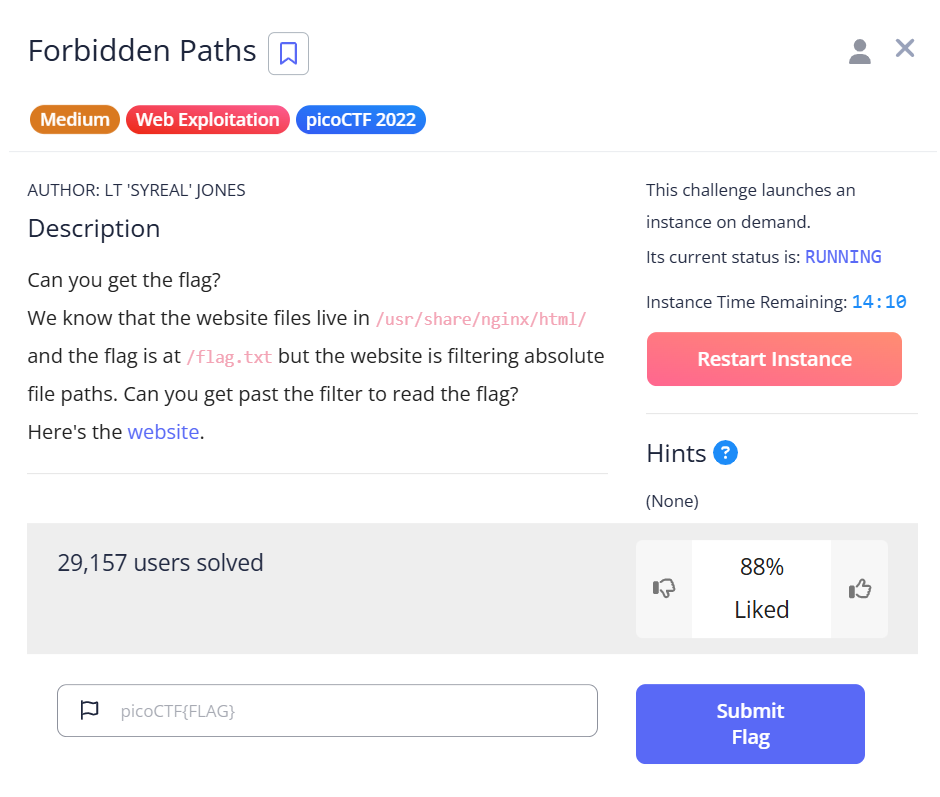 Forbidden Paths
Medium Web Exploitation picoCTF 2022
AUTHOR: LT 'SYREAL' JONES
Description
Can you get the flag?
We know that the website files live in /usr/share/nginx/html/
and the flag is at /flag.txt but the website is filtering absolute
file paths. Can you get past the filter to read the flag?
Here's the website.
This challenge launches an
instance on demand.
Its current status is: RUNNING
Instance Time Remaining: 14:10
Restart Instance
Hints ?
(None)
29,157 users solved
88%
Liked
picoCTF{FLAG}
Submit
Flag